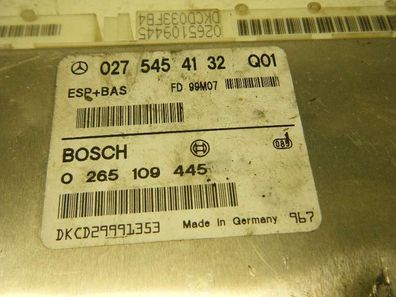 0265109445
DKCD033FB4
027 545 41 32 Q01
ESP+BAS FD 99M07
BOSCH
0 265 109 445
DKCD29991353 Made in Germany 967